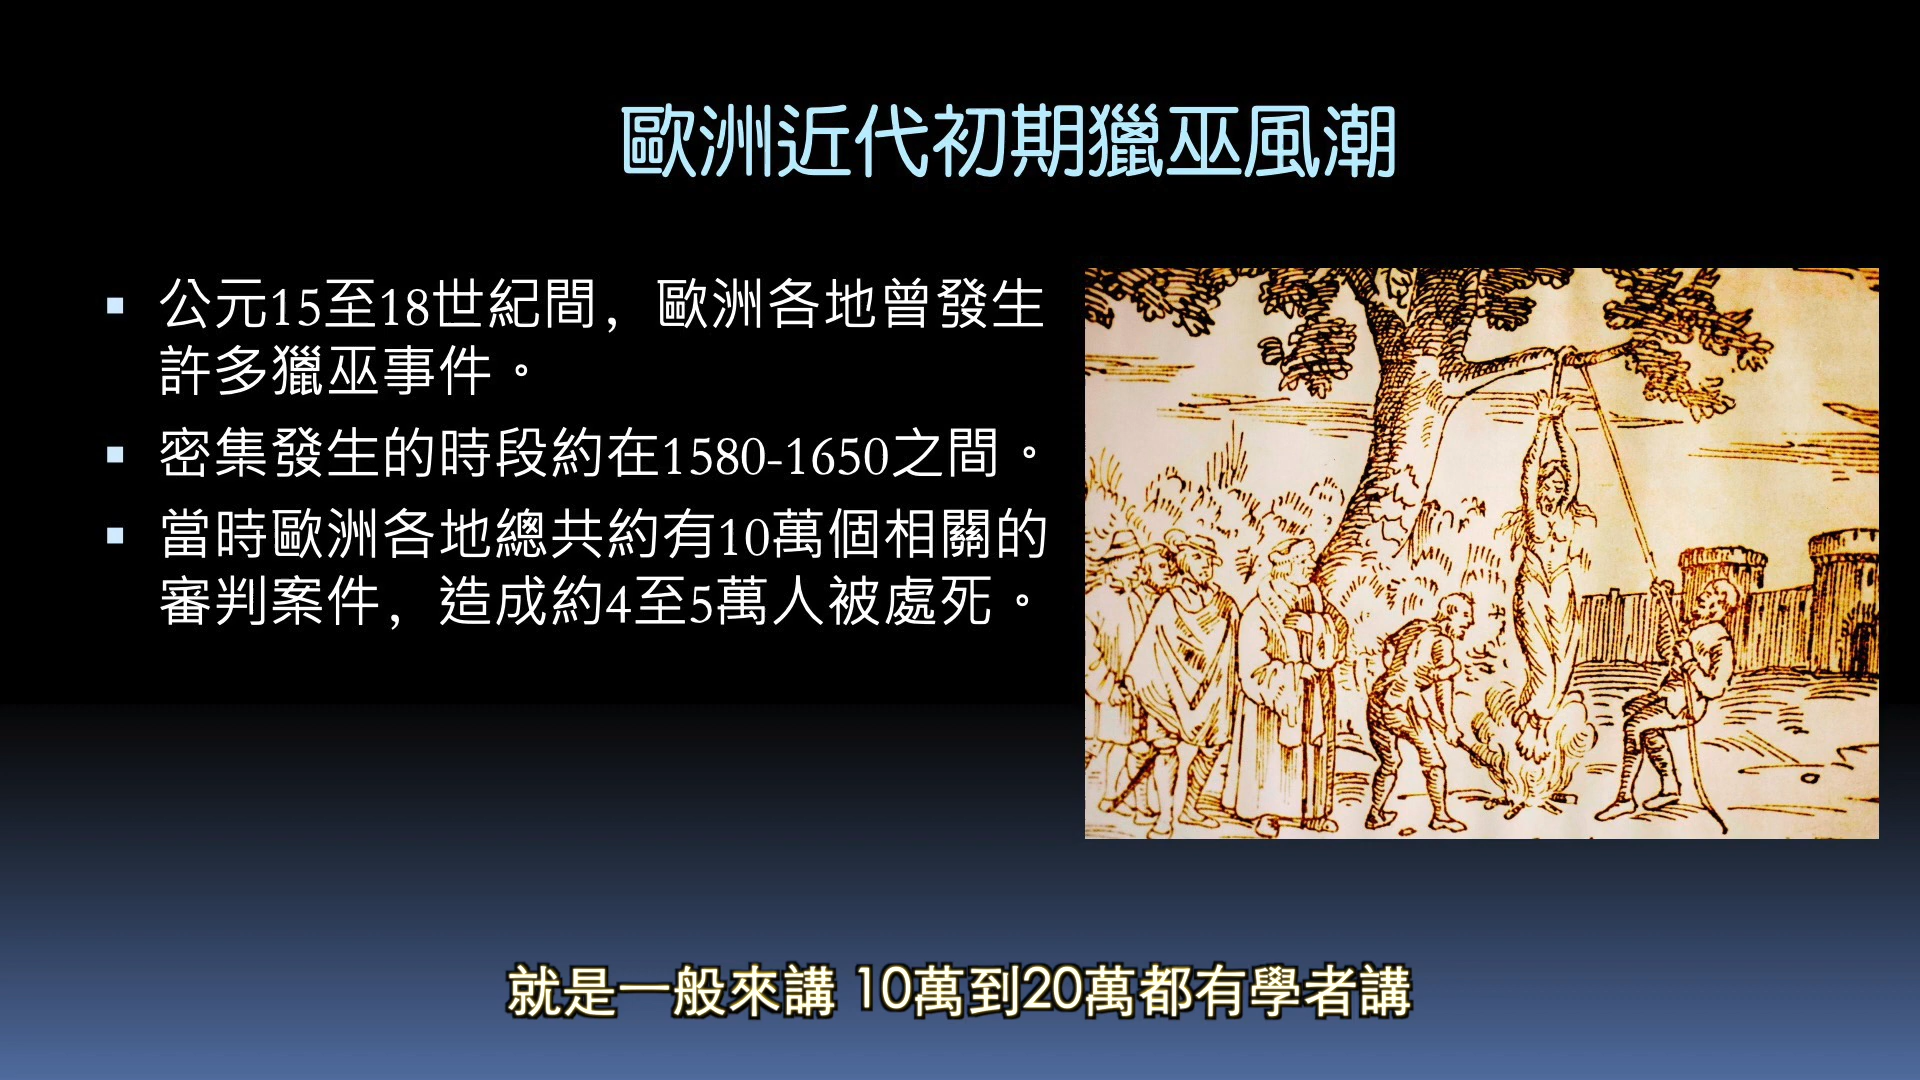 歐洲近代初期獵巫風潮
公元15至18世紀間，歐洲各地曾發生
許多獵巫事件。
密集發生的時段約在1580-1650之間。
當時歐洲各地總共約有10萬個相關的
審判案件，造成約4至5萬人被處死。
就是一般來講 10萬到20萬都有學者講